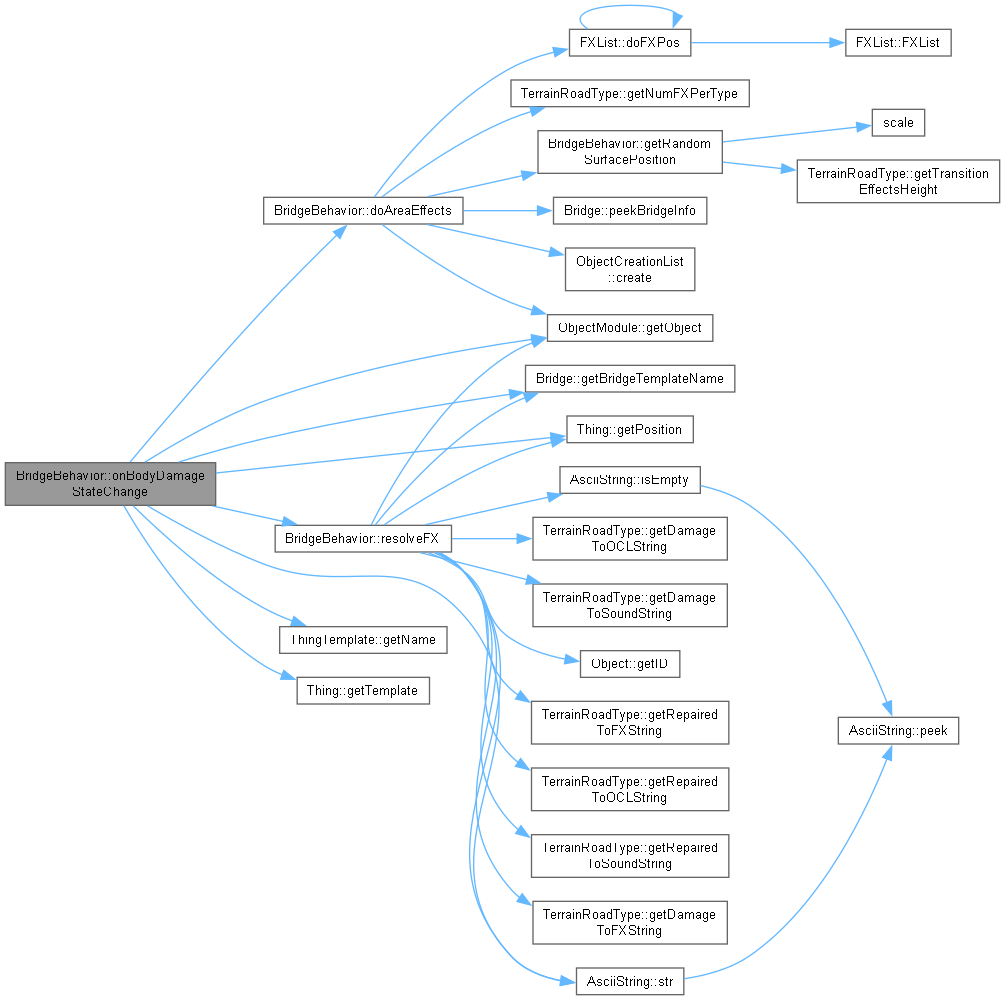 FXList::doFXPos
FXList::FXList
TerrainRoadType::getNumFXPerType
scale
BridgeBehavior::getRandom
SurfacePosition
TerrainRoadType::getTransition
EffectsHeight
BridgeBehavior::doAreaEffects
Bridge::peekBridgeInfo
ObjectCreationList
::create
ObjectModule::getObject
Bridge::getBridgeTemplateName
Thing::getPosition
BridgeBehavior::onBodyDamage
StateChange
AsciiString::isEmpty
BridgeBehavior::resolveFX
TerrainRoadType::getDamage
ToOCLString
TerrainRoadType::getDamage
ToSoundString
ThingTemplate::getName
Object::getID
Thing::getTemplate
TerrainRoadType::getRepaired
ToFXString
AsciiString::peek
TerrainRoadType::getRepaired
ToOCLString
TerrainRoadType::getRepaired
ToSoundString
TerrainRoadType::getDamage
ToFXString
AsciiString::str